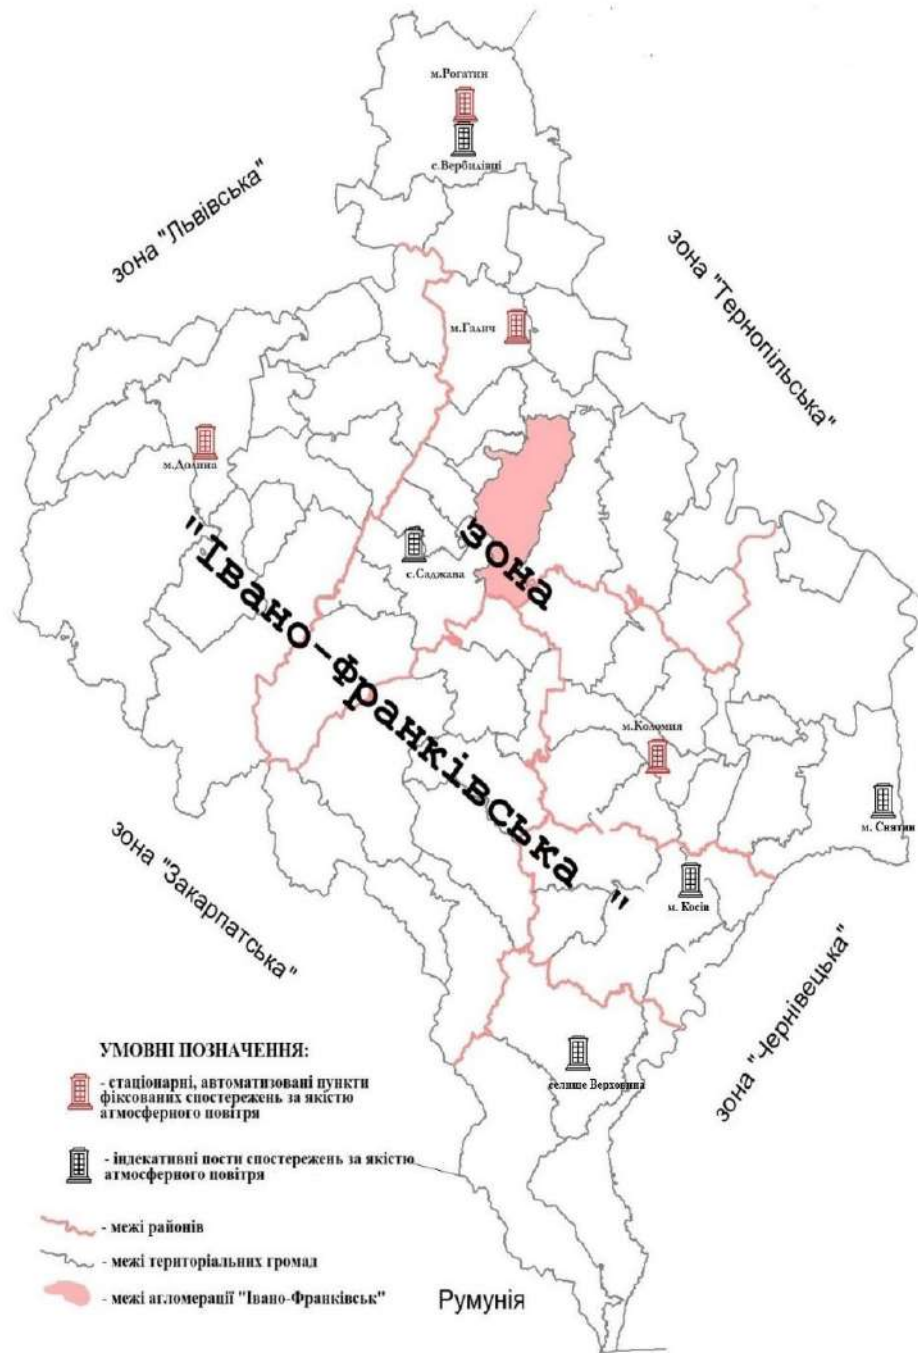 м.Рогатин
с.Вербилівці
зона "Львівська"
зона "Тернопільська"
м.Галич
м.Долина
зона
"Івано-Франківська "
с.Саджава
м.Коломия
м. Снятин
м. Косів
зона "Закарпатська"
зона "Чернівецька"
селище Верховина
УМОВНІ ПОЗНАЧЕННЯ:
- стаціонарні, автоматизовані пункти
фіксованих спостережень за якістю
атмосферного повітря
- індекативні пости спостережень за якістю
атмосферного повітря
- межі районів
- межі територіальних громад
- межі агломерації "Івано-Франківськ"
Румунія